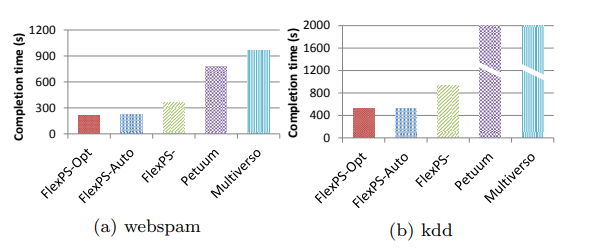 Completion time (s)
1200
900
600
300
0
FlexPS-Opt
FlexPS-Auto
FlexPS-
Petuum
Multiverso
(a) webspam
Completion time (s)
2000
1600
1200
800
400
0
FlexPS-Opt
FlexPS-Auto
FlexPS-
Petuum
Multiverso
(b) kdd